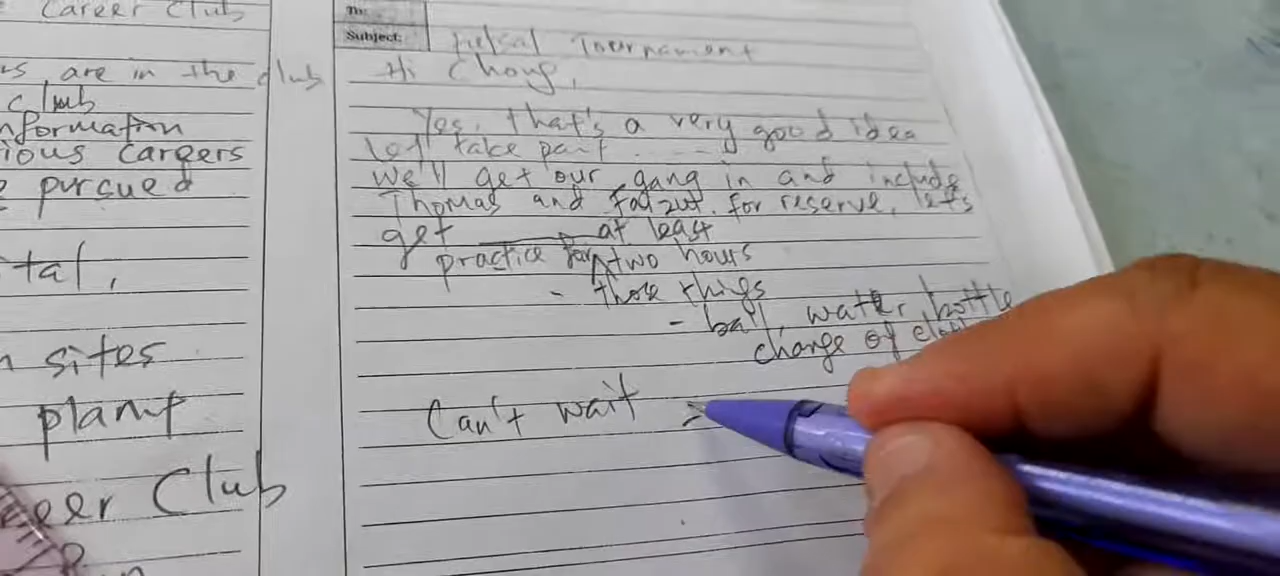 Career Club
are in the club
club
nformation
ious careers
pursued
tal,
n sites
plant
eer Club
To:
Subject: Futsal Tournament
Hi Chong,
Yes, that's a very good idea
let's take part ......
we'll get our gang in and include
Thomas and Faizul. for reserve, let's
get ______ at least
practice for two hours
- those things
- ball, water bottle
change of
Can't wait